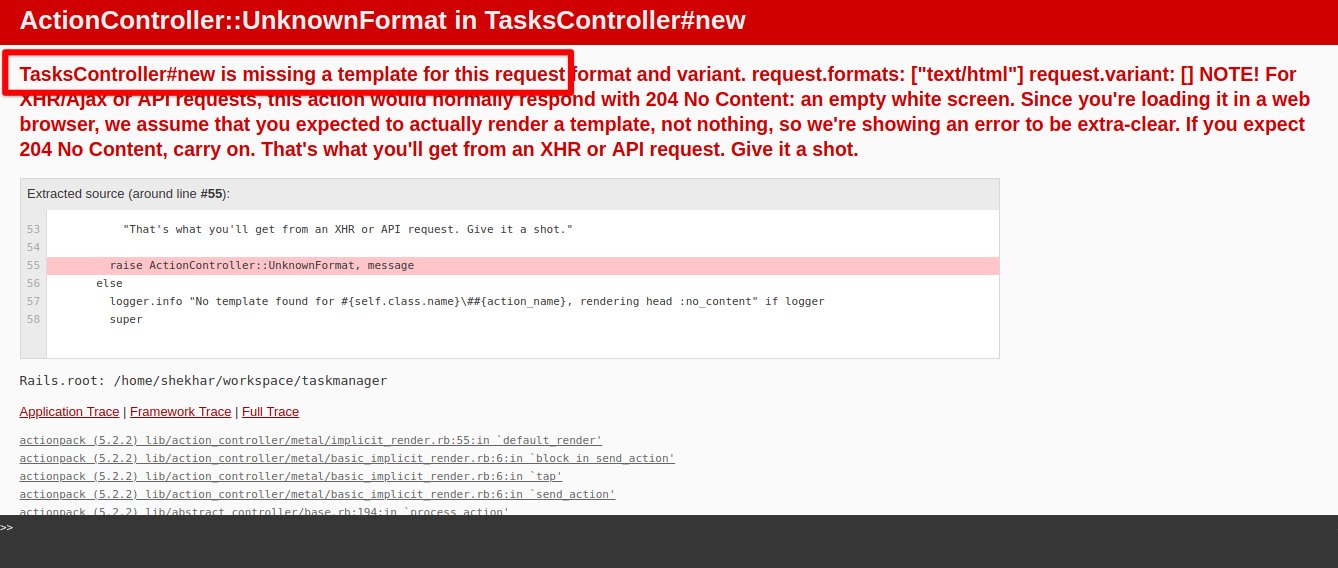 ActionController::UnknownFormat in TasksController#new
TasksController#new is missing a template for this request format and variant. request.formats: ["text/html"] request.variant: [] NOTE! For
XHR/Ajax or API requests, this action would normally respond with 204 No Content: an empty white screen. Since you're loading it in a web
browser, we assume that you expected to actually render a template, not nothing, so we're showing an error to be extra-clear. If you expect
204 No Content, carry on. That's what you'll get from an XHR or API request. Give it a shot.
Extracted source (around line #55):
53 "That's what you'll get from an XHR or API request. Give it a shot."
54
55 raise ActionController::UnknownFormat, message
56 else
57 logger.info "No template found for #{self.class.name}\##{action_name}, rendering head :no_content" if logger
58 super
Rails.root: /home/shekhar/workspace/taskmanager
Application Trace | Framework Trace | Full Trace
actionpack (5.2.2) lib/action_controller/metal/implicit_render.rb:55:in `default_render'
actionpack (5.2.2) lib/action_controller/metal/basic_implicit_render.rb:6:in `block in send_action'
actionpack (5.2.2) lib/action_controller/metal/basic_implicit_render.rb:6:in `tap'
actionpack (5.2.2) lib/action_controller/metal/basic_implicit_render.rb:6:in `send_action'
actionpack (5.2.2) lib/abstract_controller/base.rb:194:in `process_action'
>>